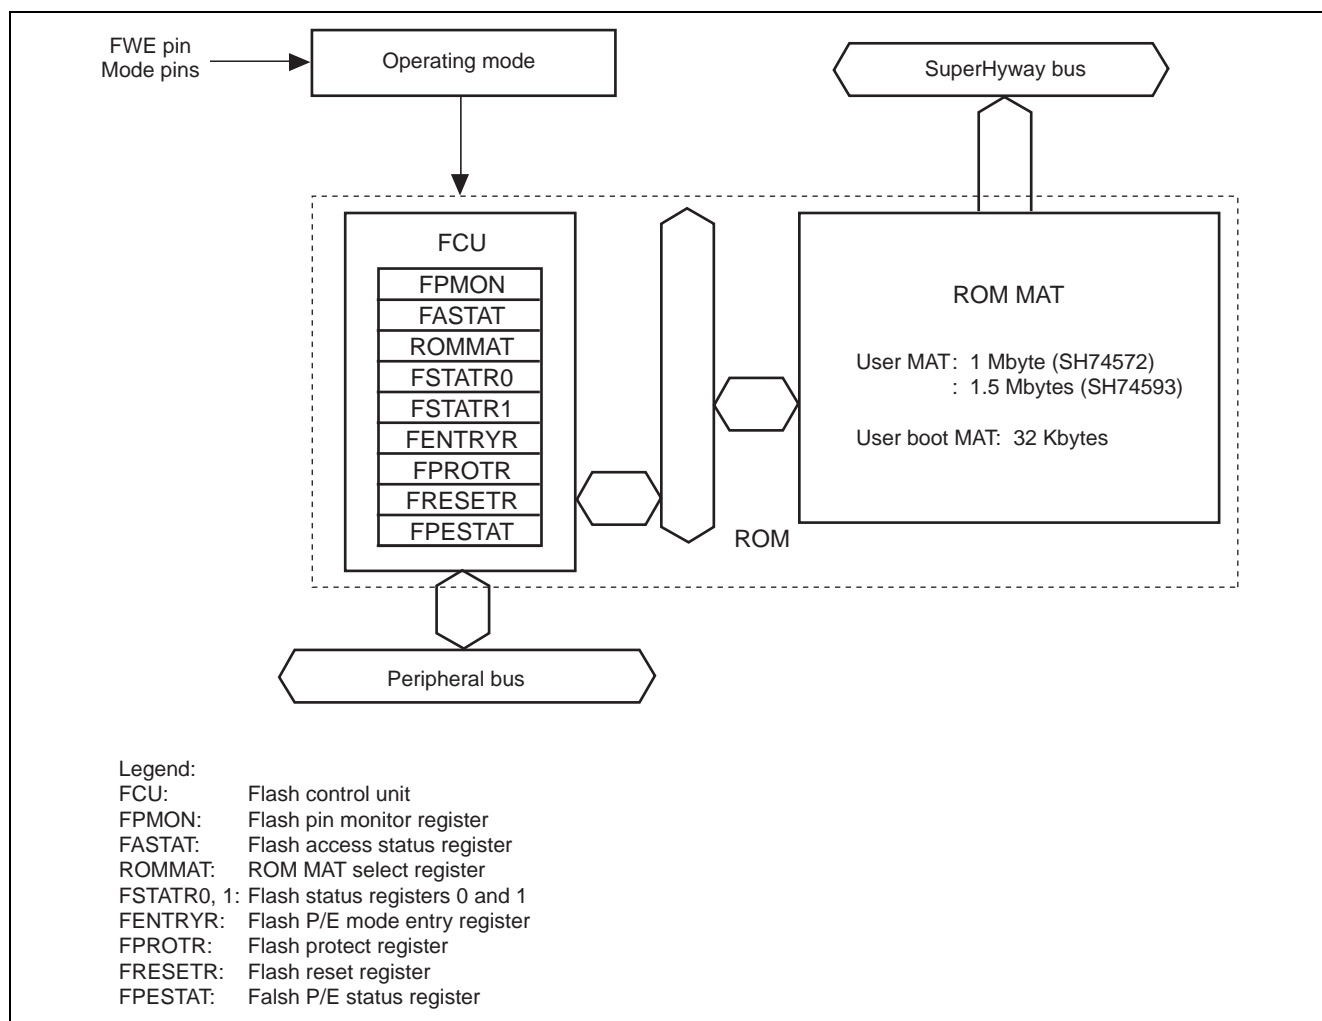 FWE pin
Mode pins
Operating mode
SuperHyway bus
FCU
FPMON
FASTAT
ROMMAT
FSTATR0
FSTATR1
FENTRYR
FPROTR
FRESETR
FPESTAT
ROM MAT
User MAT: 1 Mbyte (SH74572)
: 1.5 Mbytes (SH74593)
User boot MAT: 32 Kbytes
ROM
Peripheral bus
Legend:
FCU: Flash control unit
FPMON: Flash pin monitor register
FASTAT: Flash access status register
ROMMAT: ROM MAT select register
FSTATR0, 1: Flash status registers 0 and 1
FENTRYR: Flash P/E mode entry register
FPROTR: Flash protect register
FRESETR: Flash reset register
FPESTAT: Falsh P/E status register